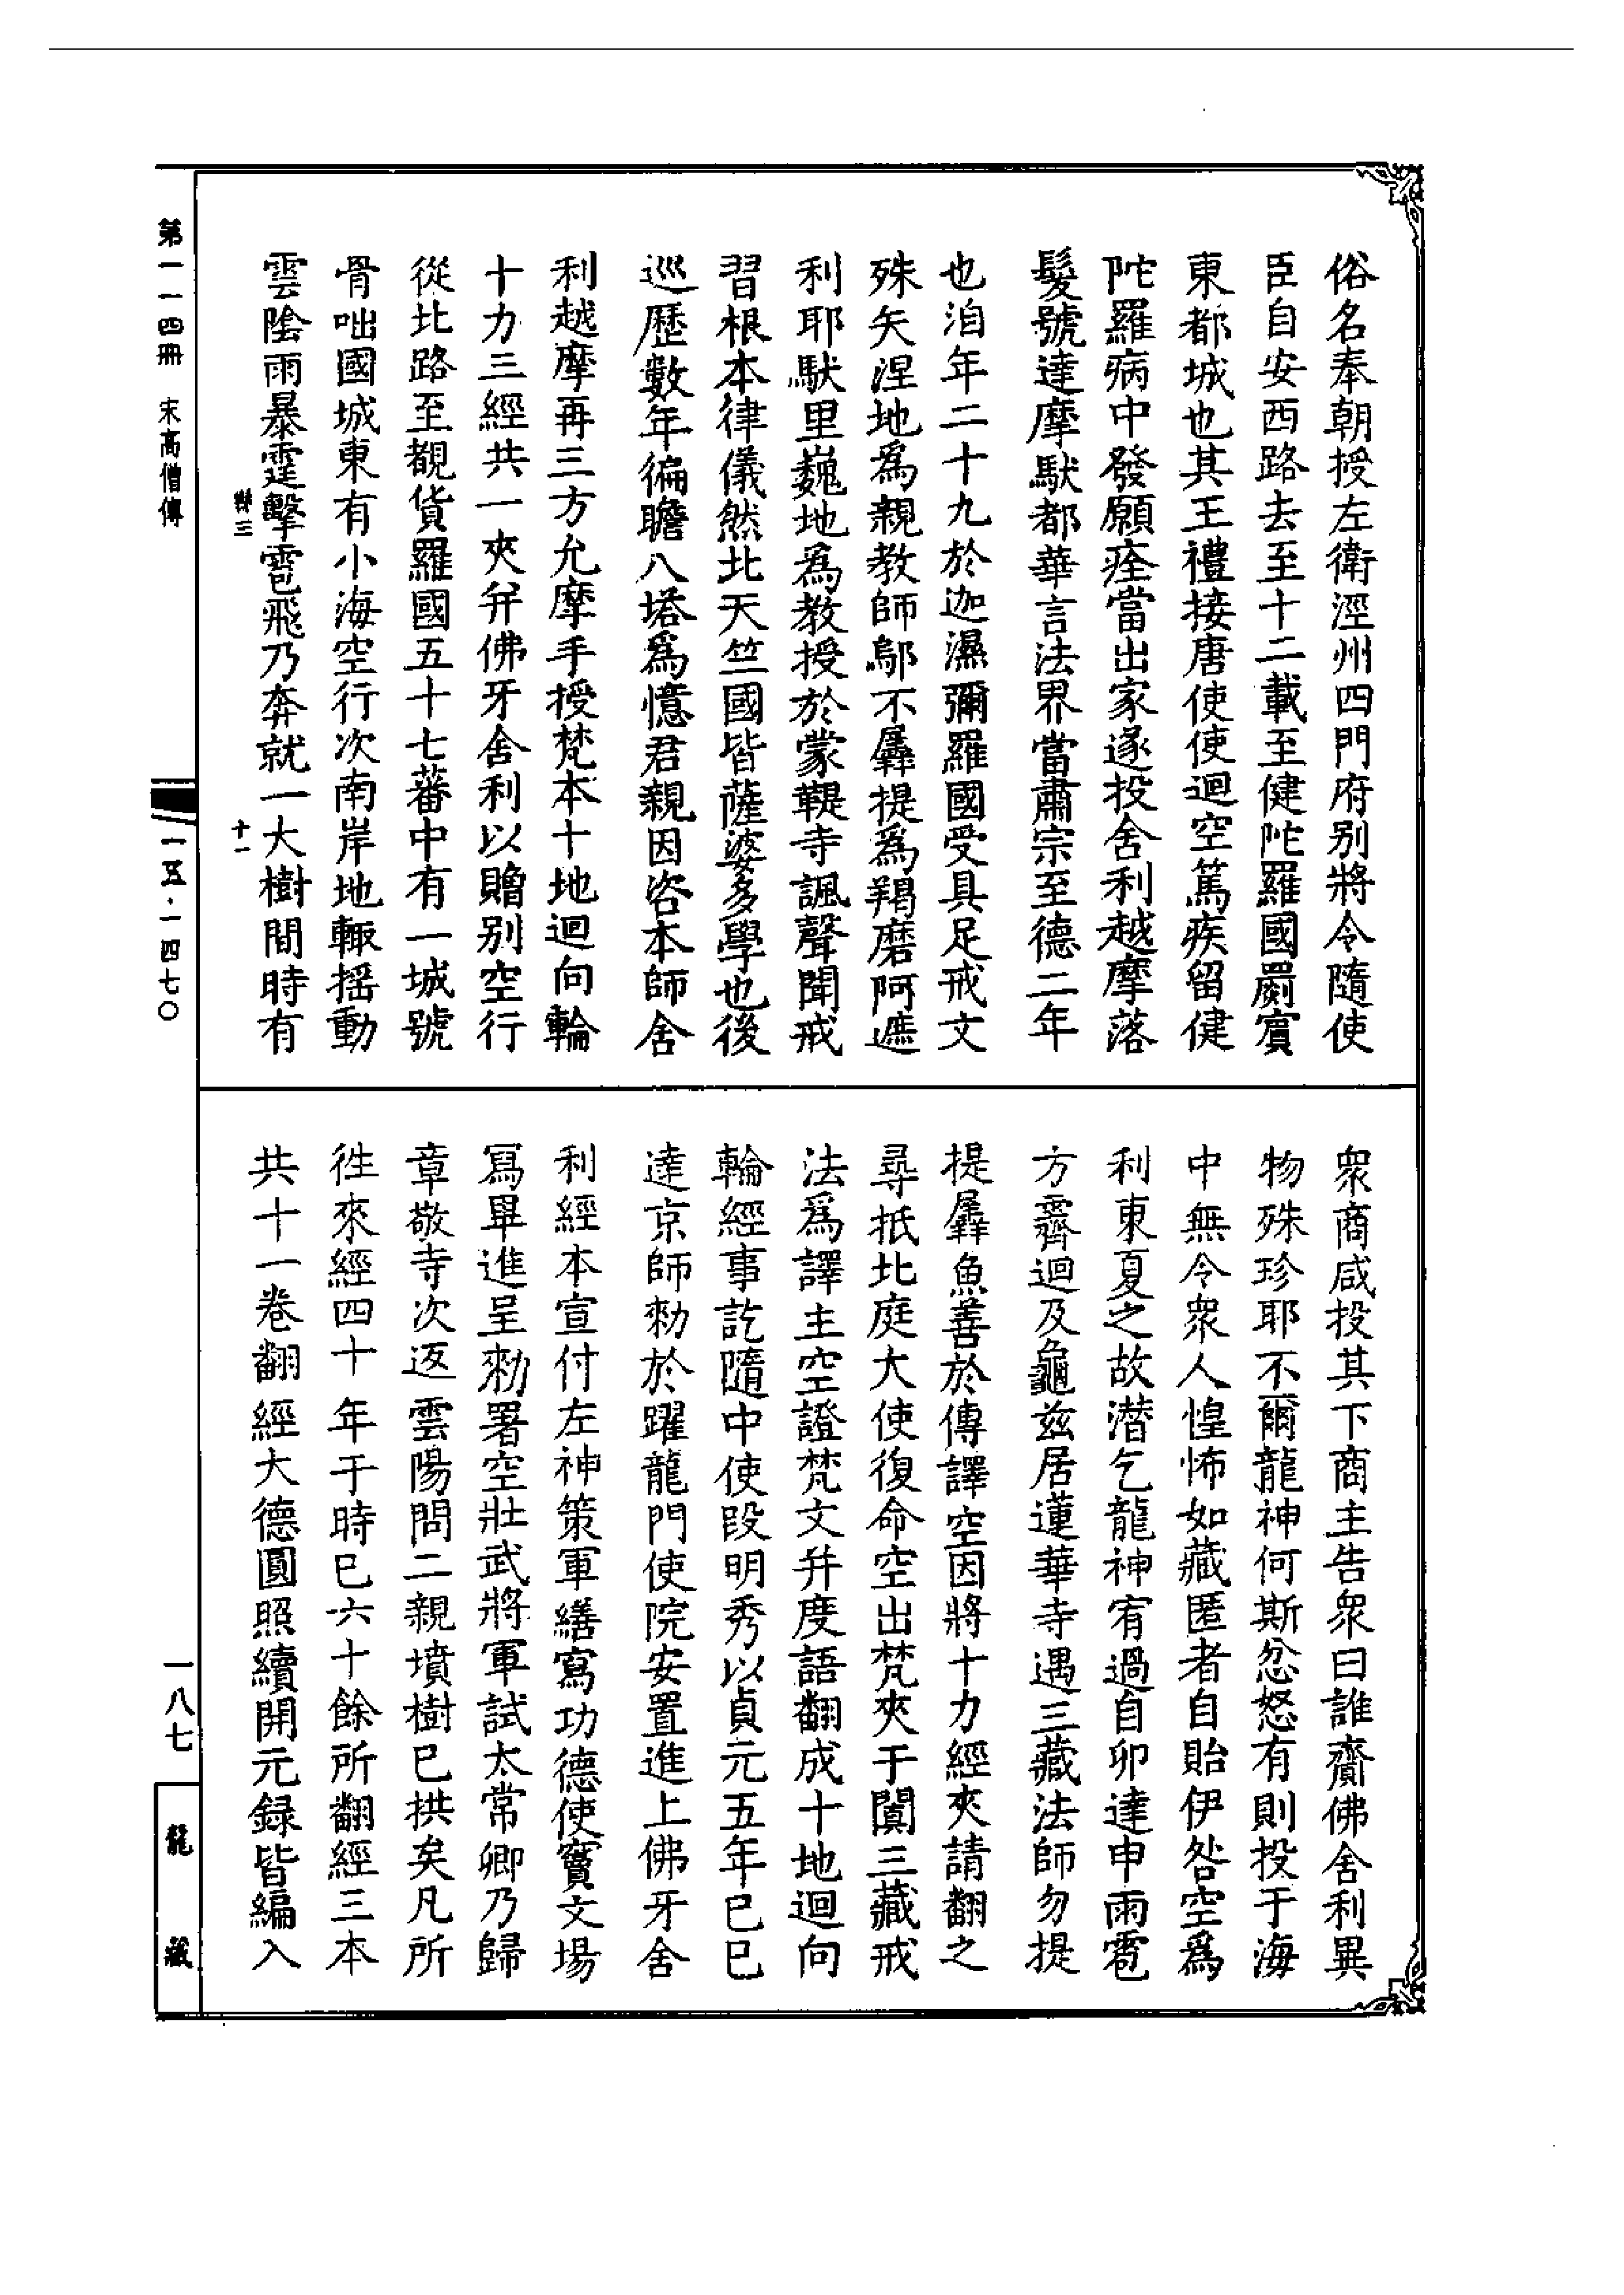 俗名奉朝授左衛涇州四門府别將令隨使
臣自安西路去至十二載至健陀羅國罽賓
東都城也其王禮接唐使使迴空篤疾留健
陀羅病中發願痊當出家遂投舍利越摩落
髮號達摩馱都華言法界當肅宗至德二年
也洎年二十九於迦濕彌羅國受具足戒文
殊矢涅地爲親教師鄔不羼提爲羯磨阿遮
利耶馱里巍地爲教授於蒙鞮寺諷聲聞戒
習根本律儀然北天竺國皆薩婆多學也後
巡歷數年徧瞻八塔爲憶君親因咨本師舍
利越摩再三方允摩手授梵本十地迴向輪
十力三經共一夾并佛牙舍利以贈别空行
從北路至覩貨羅國五十七蕃中有一城號
骨咄國城東有小海空行次南岸地輙摇動
雲陰雨暴霆擊雹飛乃奔就一大樹間時有
衆商咸投其下商主告衆曰誰齎佛舍利異
物殊珍耶不爾龍神何斯忿怒有則投于海
中無令衆人惶怖如藏匿者自貽伊咎空爲
利東夏之故潜乞龍神宥過自卯達申雨雹
方霽迴及龜兹居蓮華寺遇三藏法師勿提
提羼魚善於傳譯空因將十力經夾請翻之
尋抵北庭大使復命空出梵夾于闐三藏戒
法爲譯主空證梵文并度語翻成十地迴向
輪經事訖隨中使段明秀以貞元五年已巳
達京師勑於躍龍門使院安置進上佛牙舍
利經本宣付左神策軍繕寫功德使竇文場
寫畢進呈勑署空壯武將軍試太常卿乃歸
章敬寺次返雲陽問二親墳樹已拱矣凡所
徃來經四十年于時已六十餘所翻經三本
共十一卷翻經大德圓照續開元録皆編入
十一
第一一四冊 宋高僧傳
一五·一四七〇
一八七
龍藏